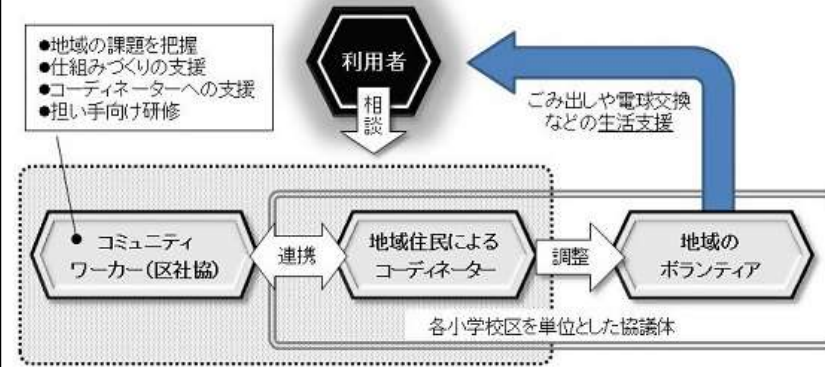 ●地域の課題を把握
●仕組みづくりの支援
●コーディネーターへの支援
●担い手向け研修
利用者
相談
ごみ出しや電球交換
などの生活支援
コミュニティ
ワーカー(区社協)
連携
地域住民による
コーディネーター
調整
地域の
ボランティア
各小学校区を単位とした協議体